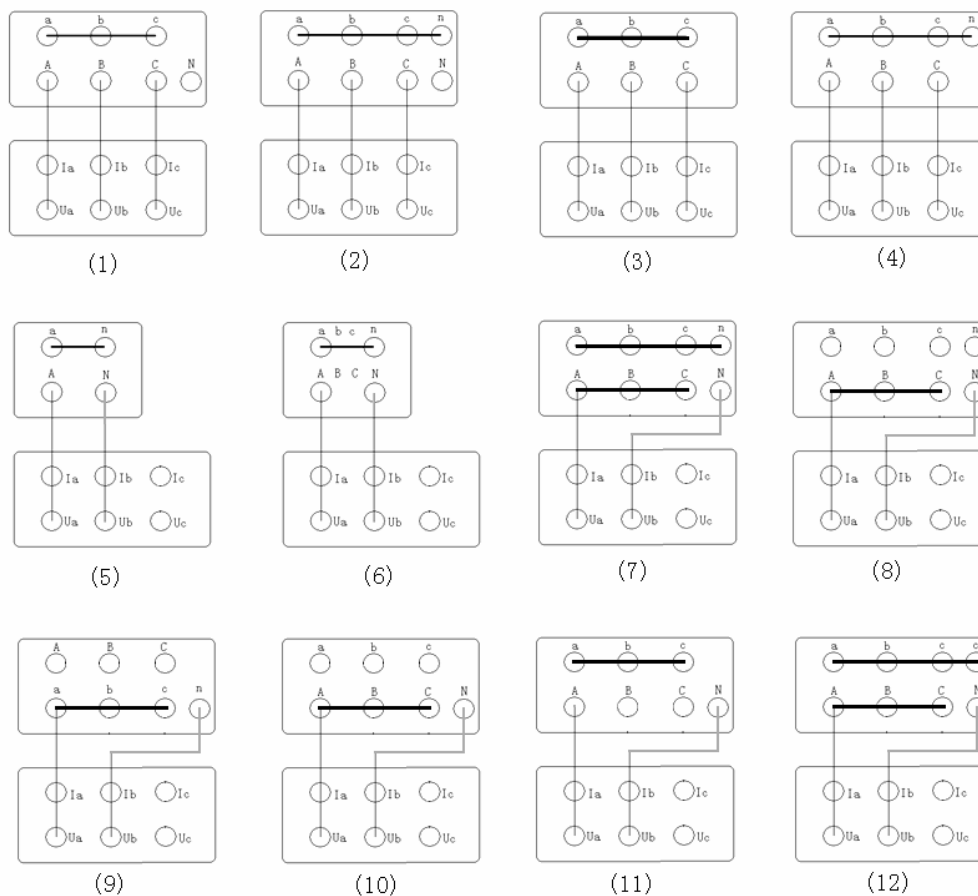 a b c a b c n a b c a b c n
A B C N A B C N A B C A B C
Ia Ib Ic Ia Ib Ic Ia Ib Ic Ia Ib Ic
Ua Ub Uc Ua Ub Uc Ua Ub Uc Ua Ub Uc
(1) (2) (3) (4)
a n a b c n a b c n a b c n
A N A B C N A B C N A B C N
Ia Ib Ic Ia Ib Ic Ia Ib Ic Ia Ib Ic
Ua Ub Uc Ua Ub Uc Ua Ub Uc Ua Ub Uc
(5) (6) (7) (8)
A B C a b c a b c a b c c
a b c n A B C N A B C N A B C N
Ia Ib Ic Ia Ib Ic Ia Ib Ic Ia Ib Ic
Ua Ub Uc Ua Ub Uc Ua Ub Uc Ua Ub Uc
(9) (10) (11) (12)